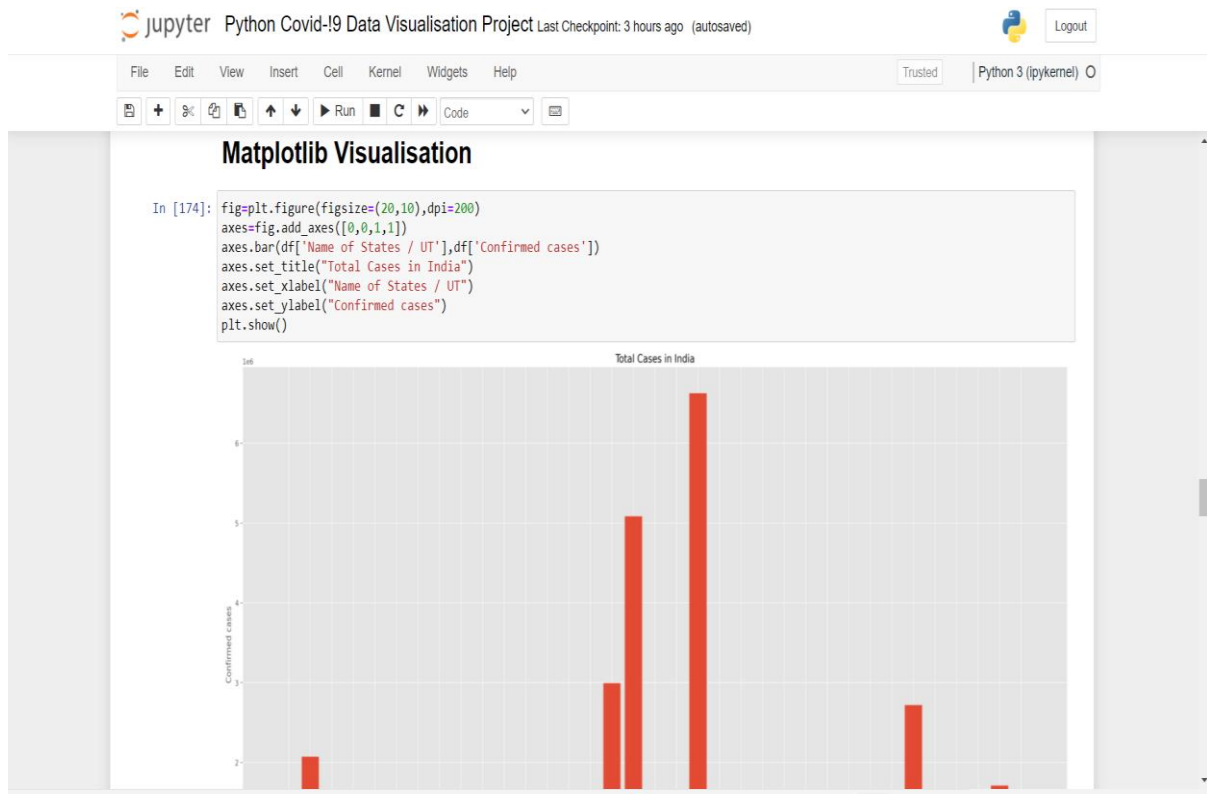 jupyter Python Covid-!9 Data Visualisation Project Last Checkpoint: 3 hours ago (autosaved)
Logout
File Edit View Insert Cell Kernel Widgets Help
Trusted
Python 3 (ipykernel)
Run
Code
Matplotlib Visualisation
In [174]:
fig=plt.figure(figsize=(20,10),dpi=200)
axes=fig.add_axes([0,0,1,1])
axes.bar(df['Name of States / UT'],df['Confirmed cases'])
axes.set_title("Total Cases in India")
axes.set_xlabel("Name of States / UT")
axes.set_ylabel("Confirmed cases")
plt.show()
1e6
Total Cases in India
6
5
4
3
2
Confirmed cases